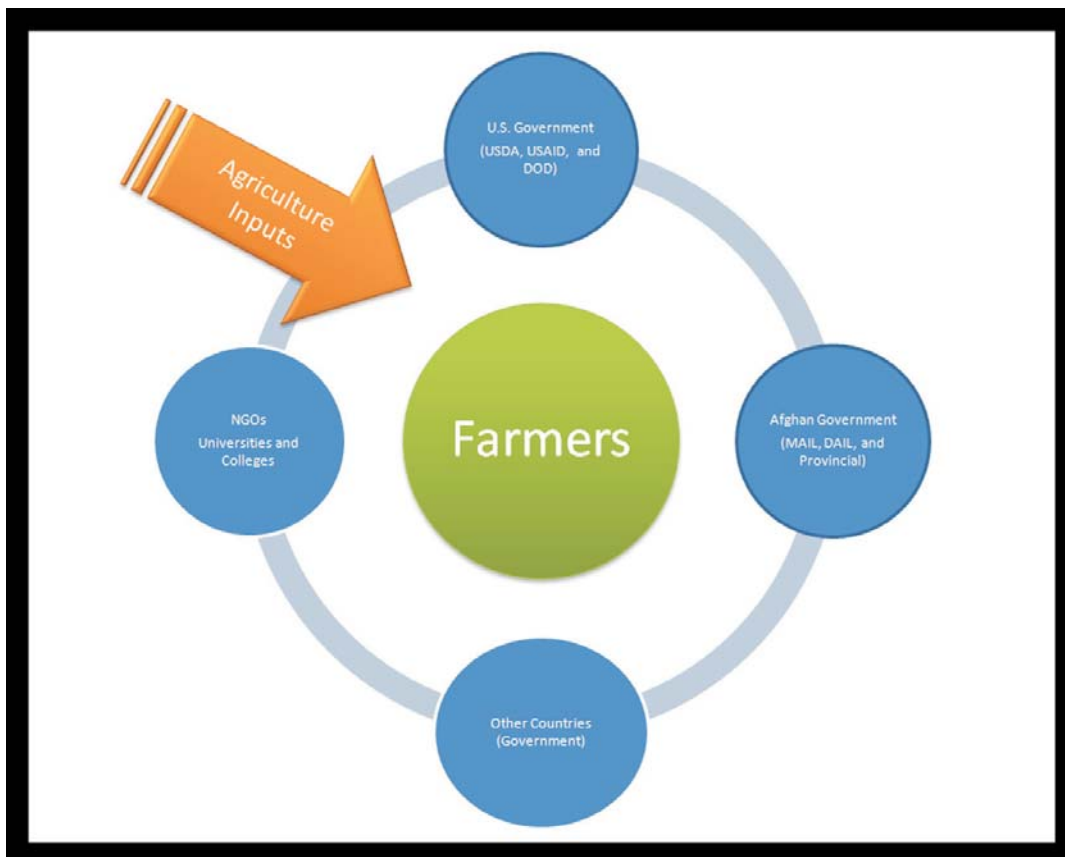 U.S. Government
(USDA, USAID, and
DOD)
Agriculture
Inputs
NGOs
Universities and
Colleges
Farmers
Afghan Government
(MAIL, DAIL, and
Provincial)
Other Countries
(Government)